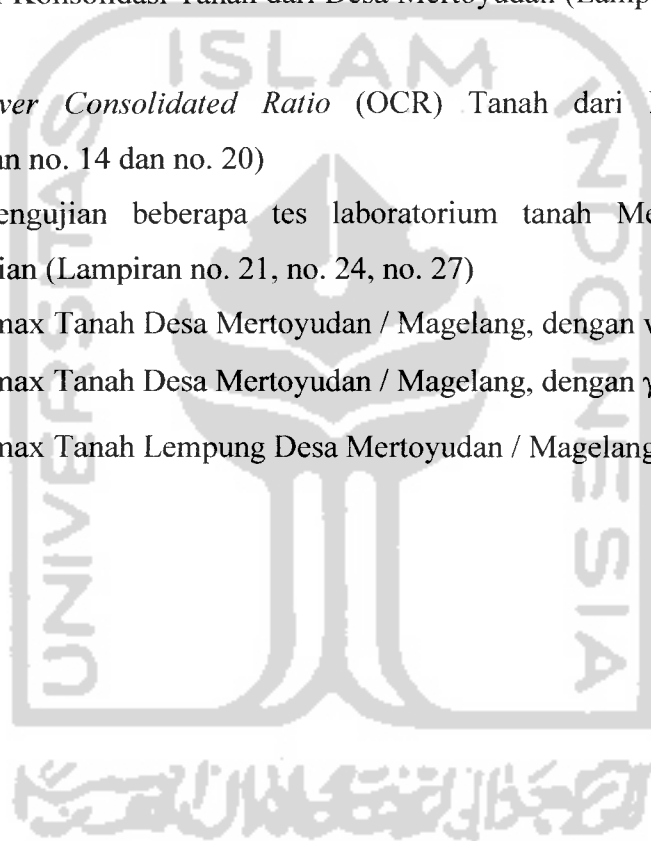 Konsolidasi Tanah dari Desa Mertoyudan (Lamp
ver Consolidated Ratio (OCR) Tanah dari
an no. 14 dan no. 20)
engujian beberapa tes laboratorium tanah Me
ian (Lampiran no. 21, no. 24, no. 27)
max Tanah Desa Mertoyudan / Magelang, dengan
max Tanah Desa Mertoyudan / Magelang, dengan γ
max Tanah Lempung Desa Mertoyudan / Magelang
ISLAM
UNIVERSITAS
INDONESIA